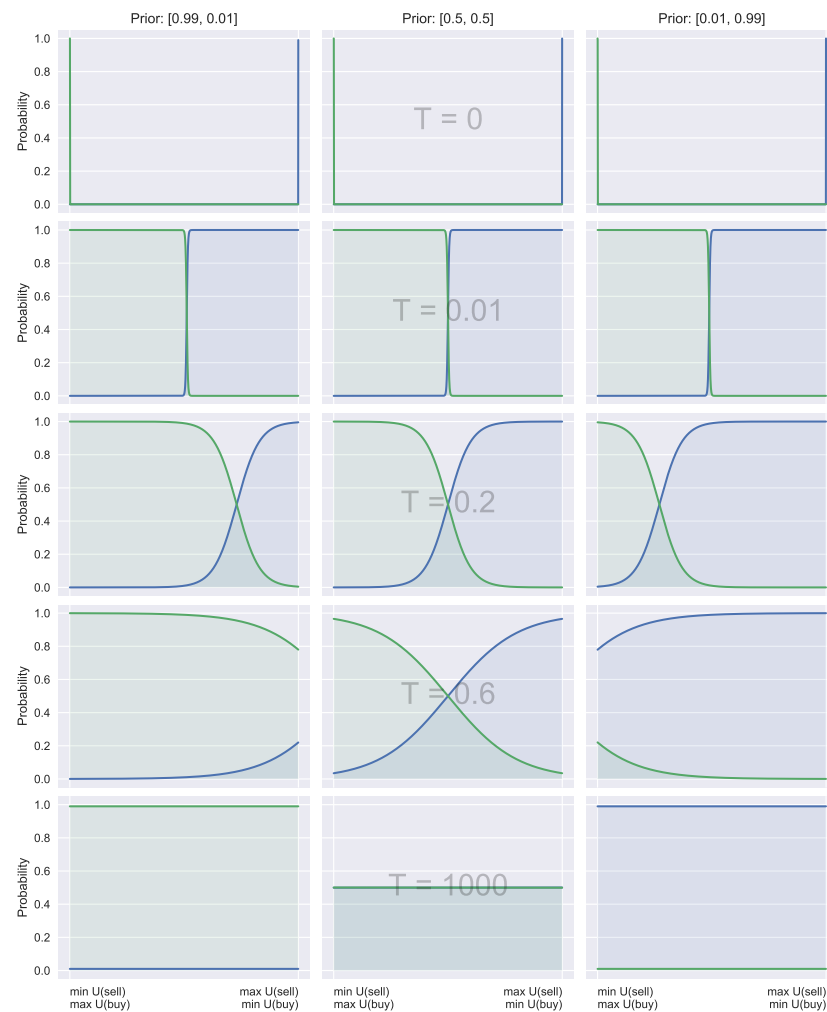 Prior: [0.99, 0.01] Prior: [0.5, 0.5] Prior: [0.01, 0.99]
1.0
0.8
0.6
0.4
0.2
0.0
Probability
T = 0
1.0
0.8
0.6
0.4
0.2
0.0
Probability
T = 0.01
1.0
0.8
0.6
0.4
0.2
0.0
Probability
T = 0.2
1.0
0.8
0.6
0.4
0.2
0.0
Probability
T = 0.6
1.0
0.8
0.6
0.4
0.2
0.0
Probability
T = 1000
min U(sell) max U(sell) min U(sell) max U(sell) min U(sell) max U(sell)
max U(buy) min U(buy) max U(buy) min U(buy) max U(buy) min U(buy)